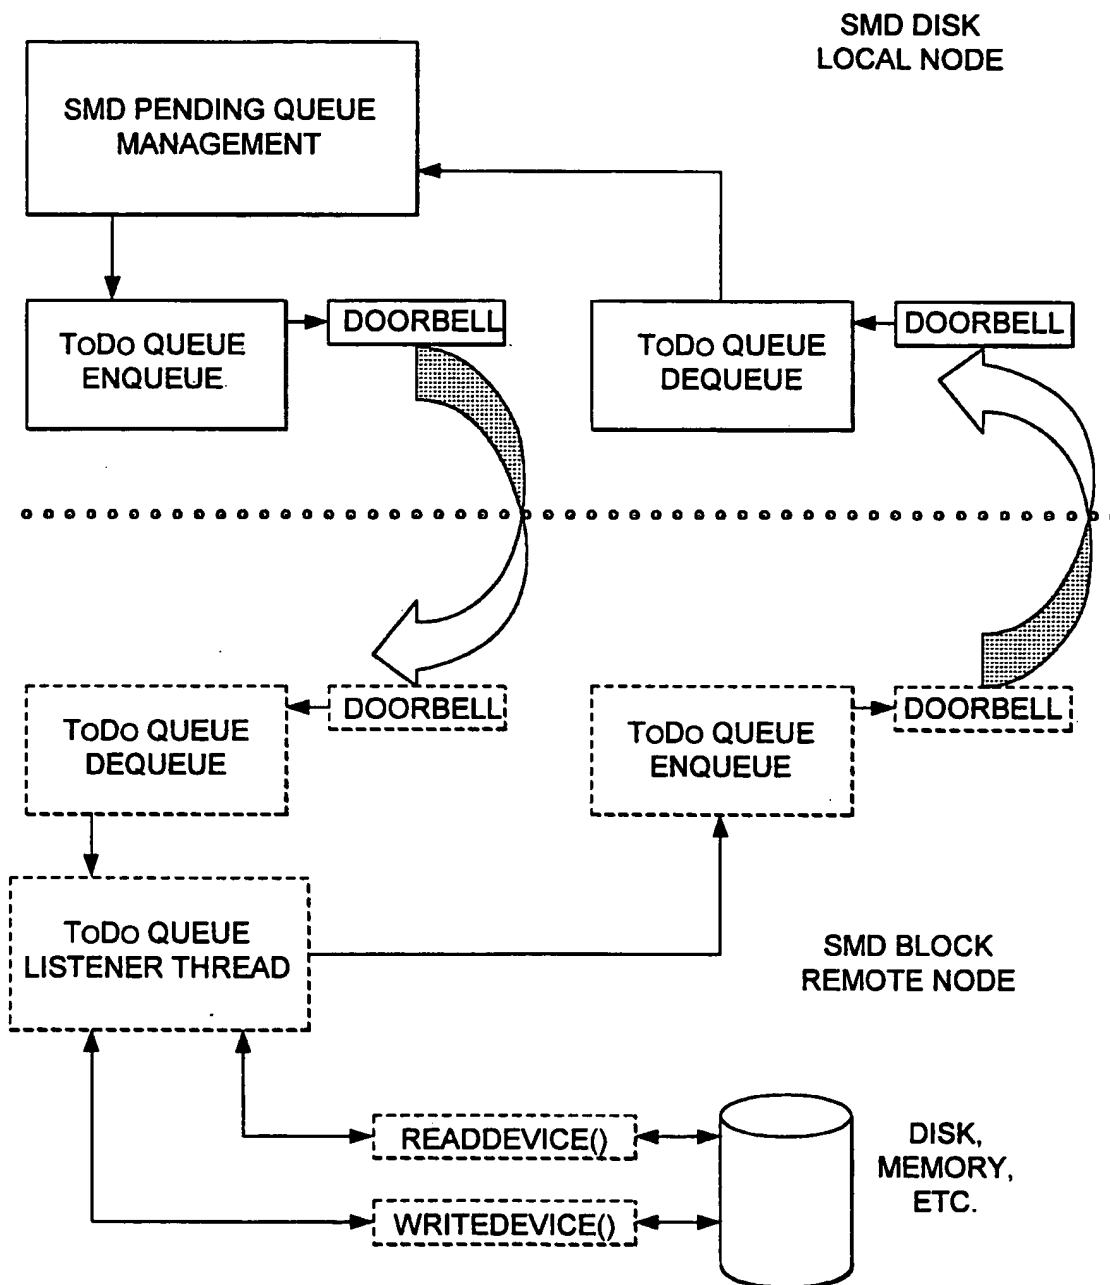 SMD DISK
LOCAL NODE
SMD PENDING QUEUE
MANAGEMENT
ToDo QUEUE
ENQUEUE
DOORBELL
ToDo QUEUE
DEQUEUE
DOORBELL
ToDo QUEUE
DEQUEUE
DOORBELL
ToDo QUEUE
ENQUEUE
DOORBELL
ToDo QUEUE
LISTENER THREAD
SMD BLOCK
REMOTE NODE
READDEVICE()
WRITEDEVICE()
DISK,
MEMORY,
ETC.